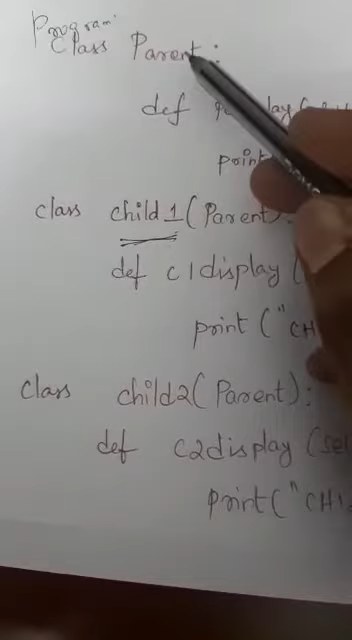 Program:
Class Parent:
def
print
class child1(Parent):
def c1display (
print ("CH
class child2(Parent):
def c2display (sel
print("CHI